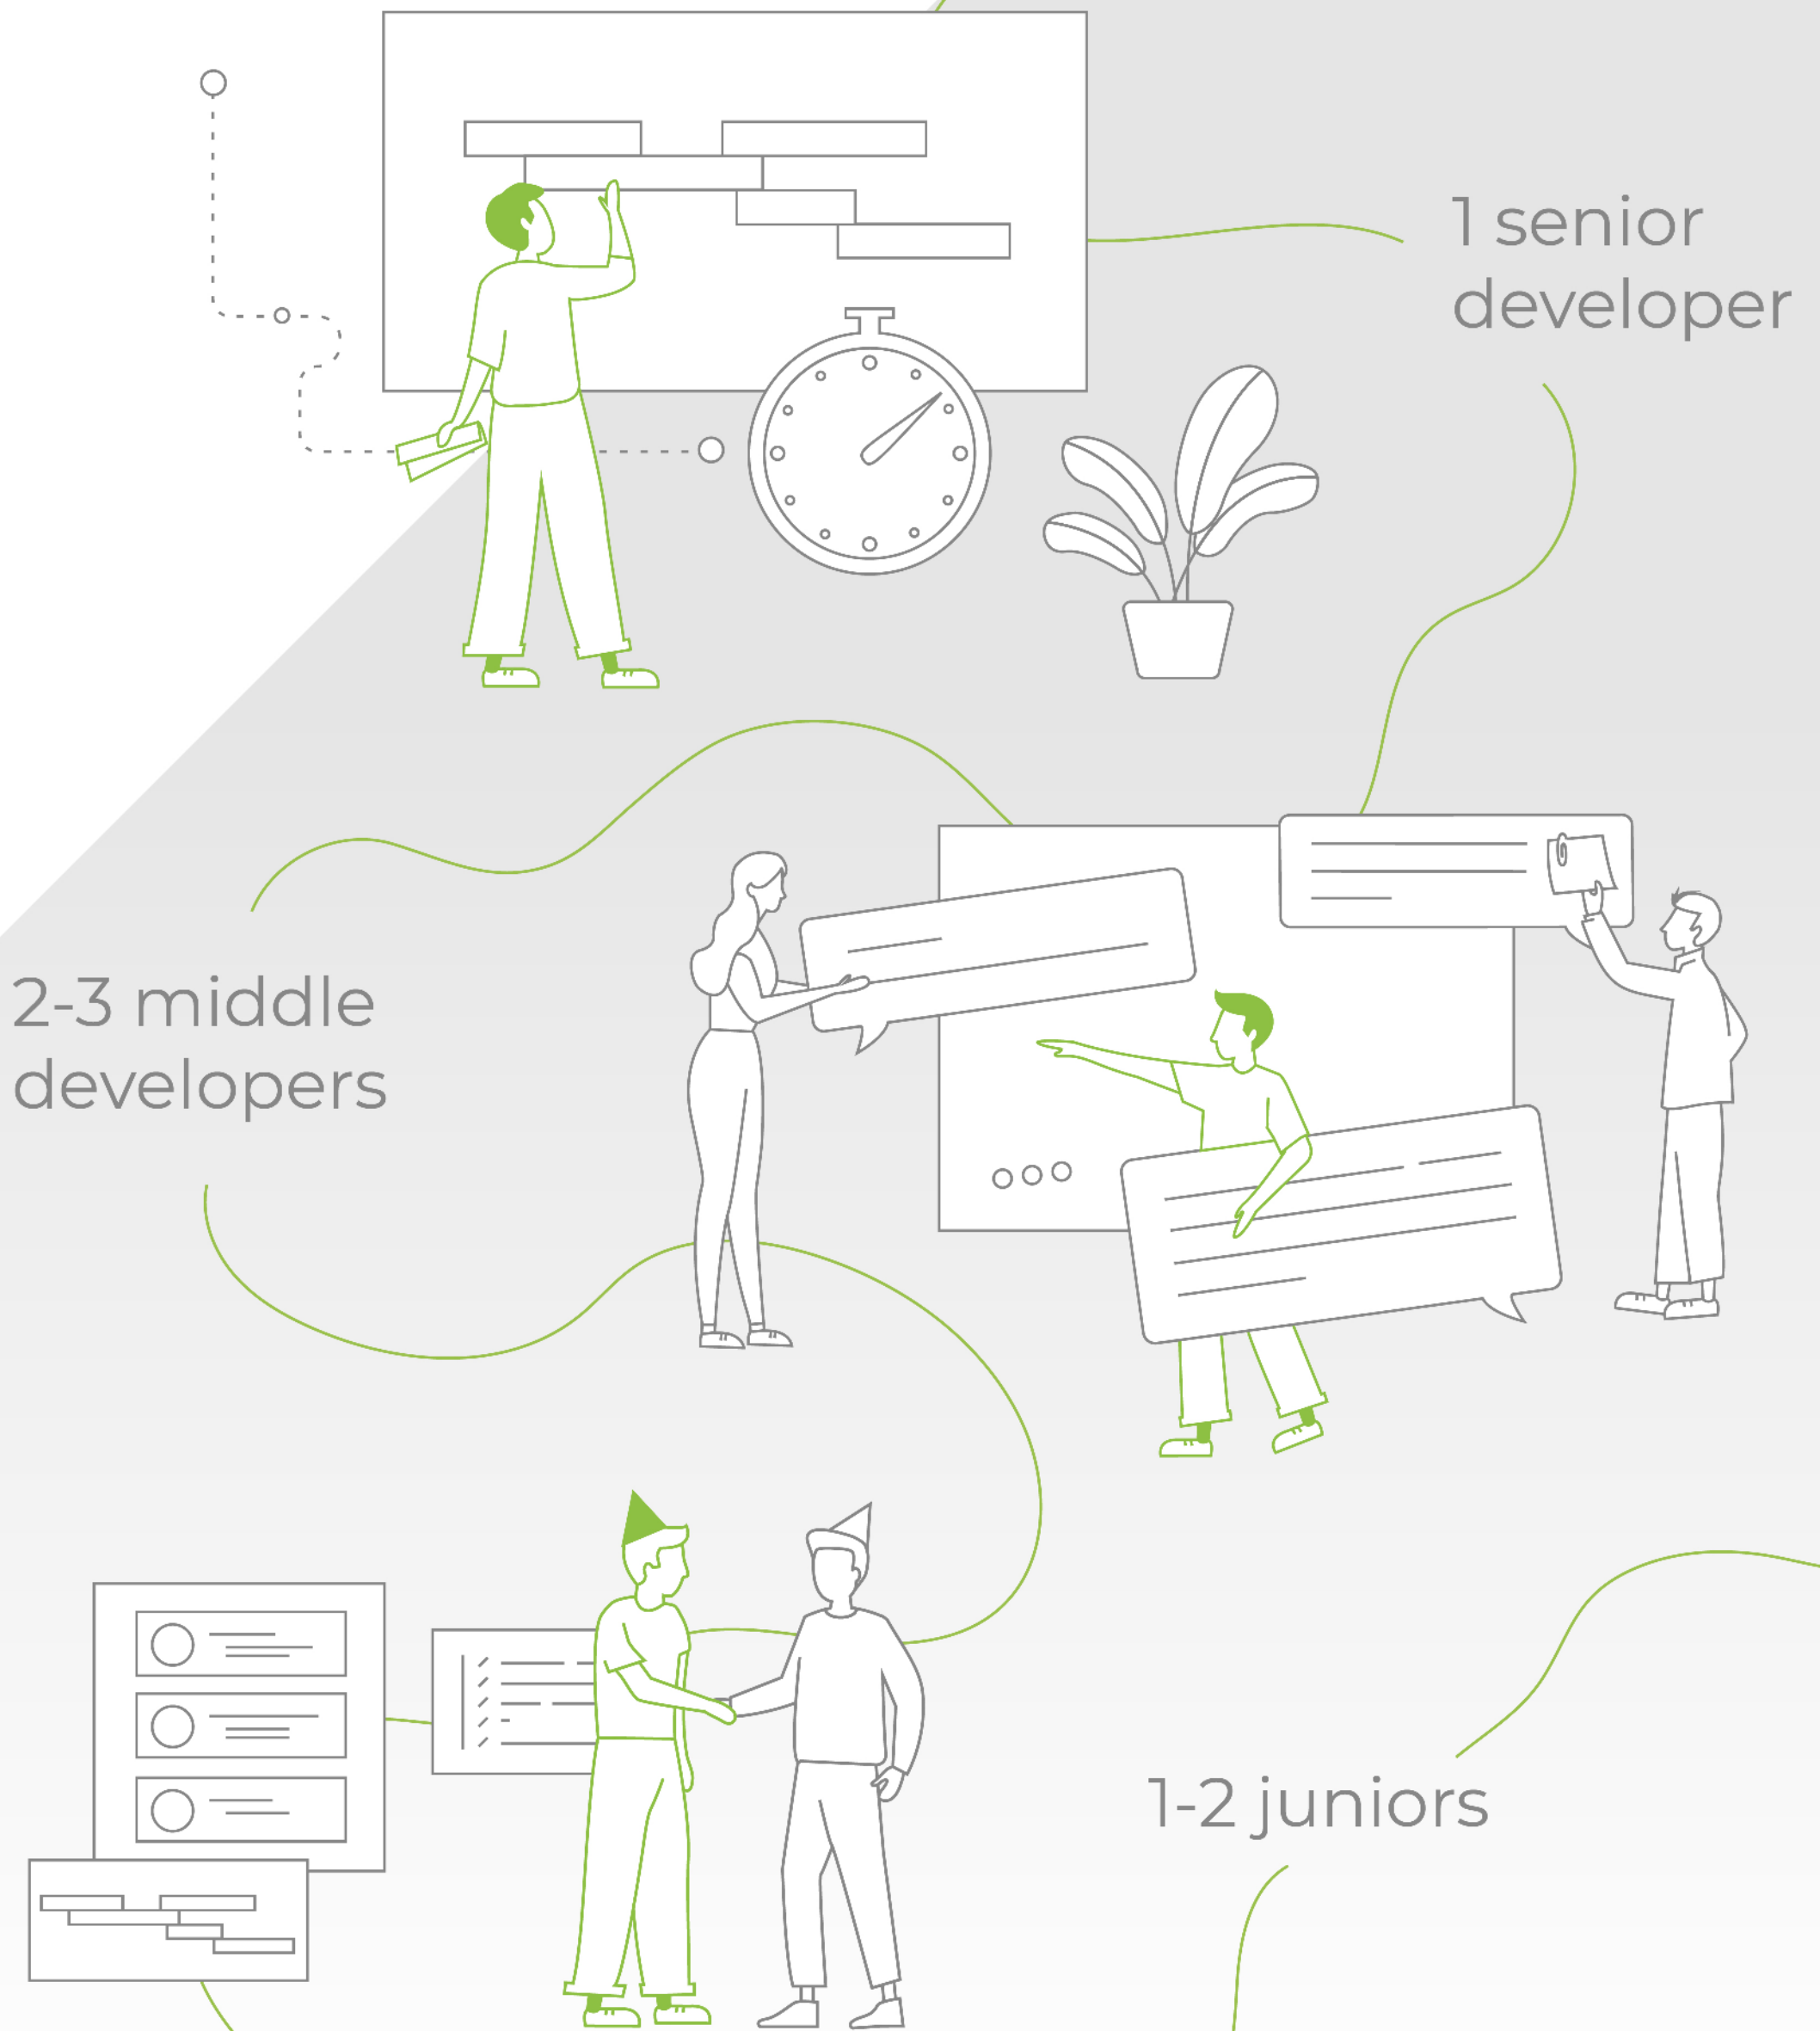 1 senior
developer
2-3 middle
developers
1-2 juniors